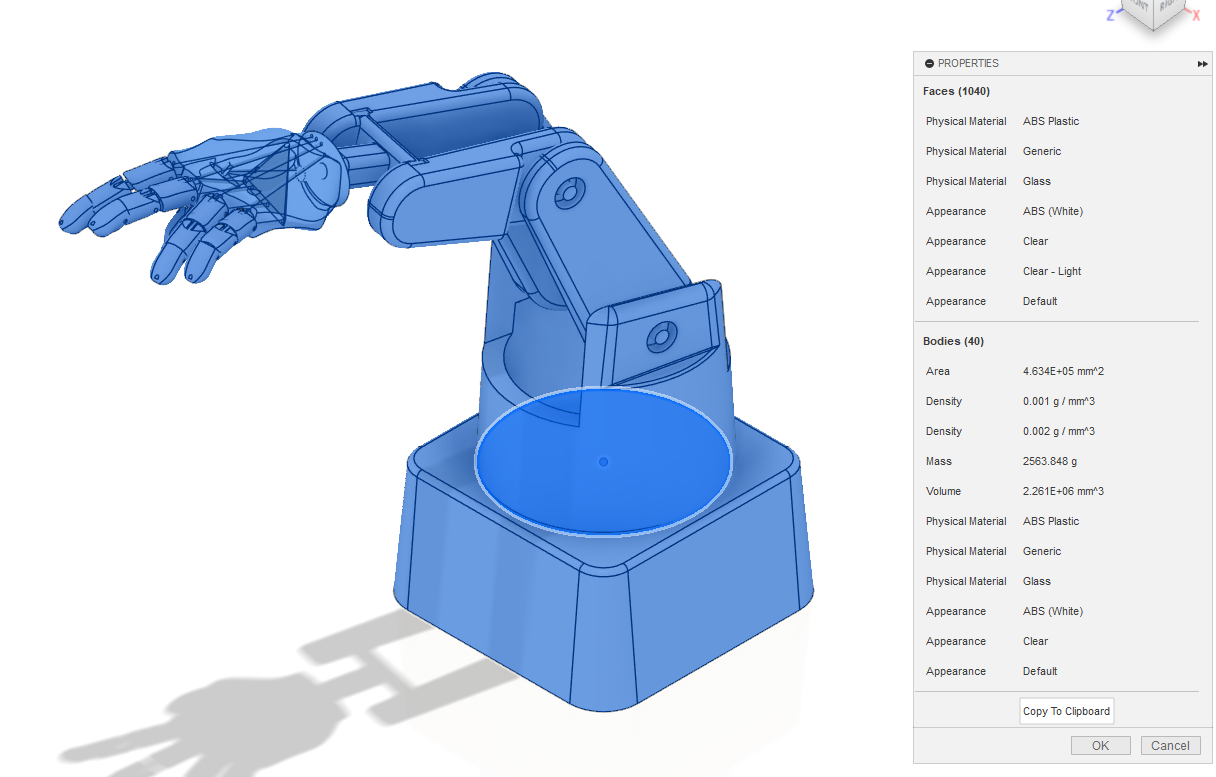 Z
X
PROPERTIES
Faces (1040)
Physical Material ABS Plastic
Physical Material Generic
Physical Material Glass
Appearance ABS (White)
Appearance Clear
Appearance Clear - Light
Appearance Default
Bodies (40)
Area 4.634E+05 mm^2
Density 0.001 g / mm^3
Density 0.002 g / mm^3
Mass 2563.848 g
Volume 2.261E+06 mm^3
Physical Material ABS Plastic
Physical Material Generic
Physical Material Glass
Appearance ABS (White)
Appearance Clear
Appearance Default
Copy To Clipboard
OK Cancel